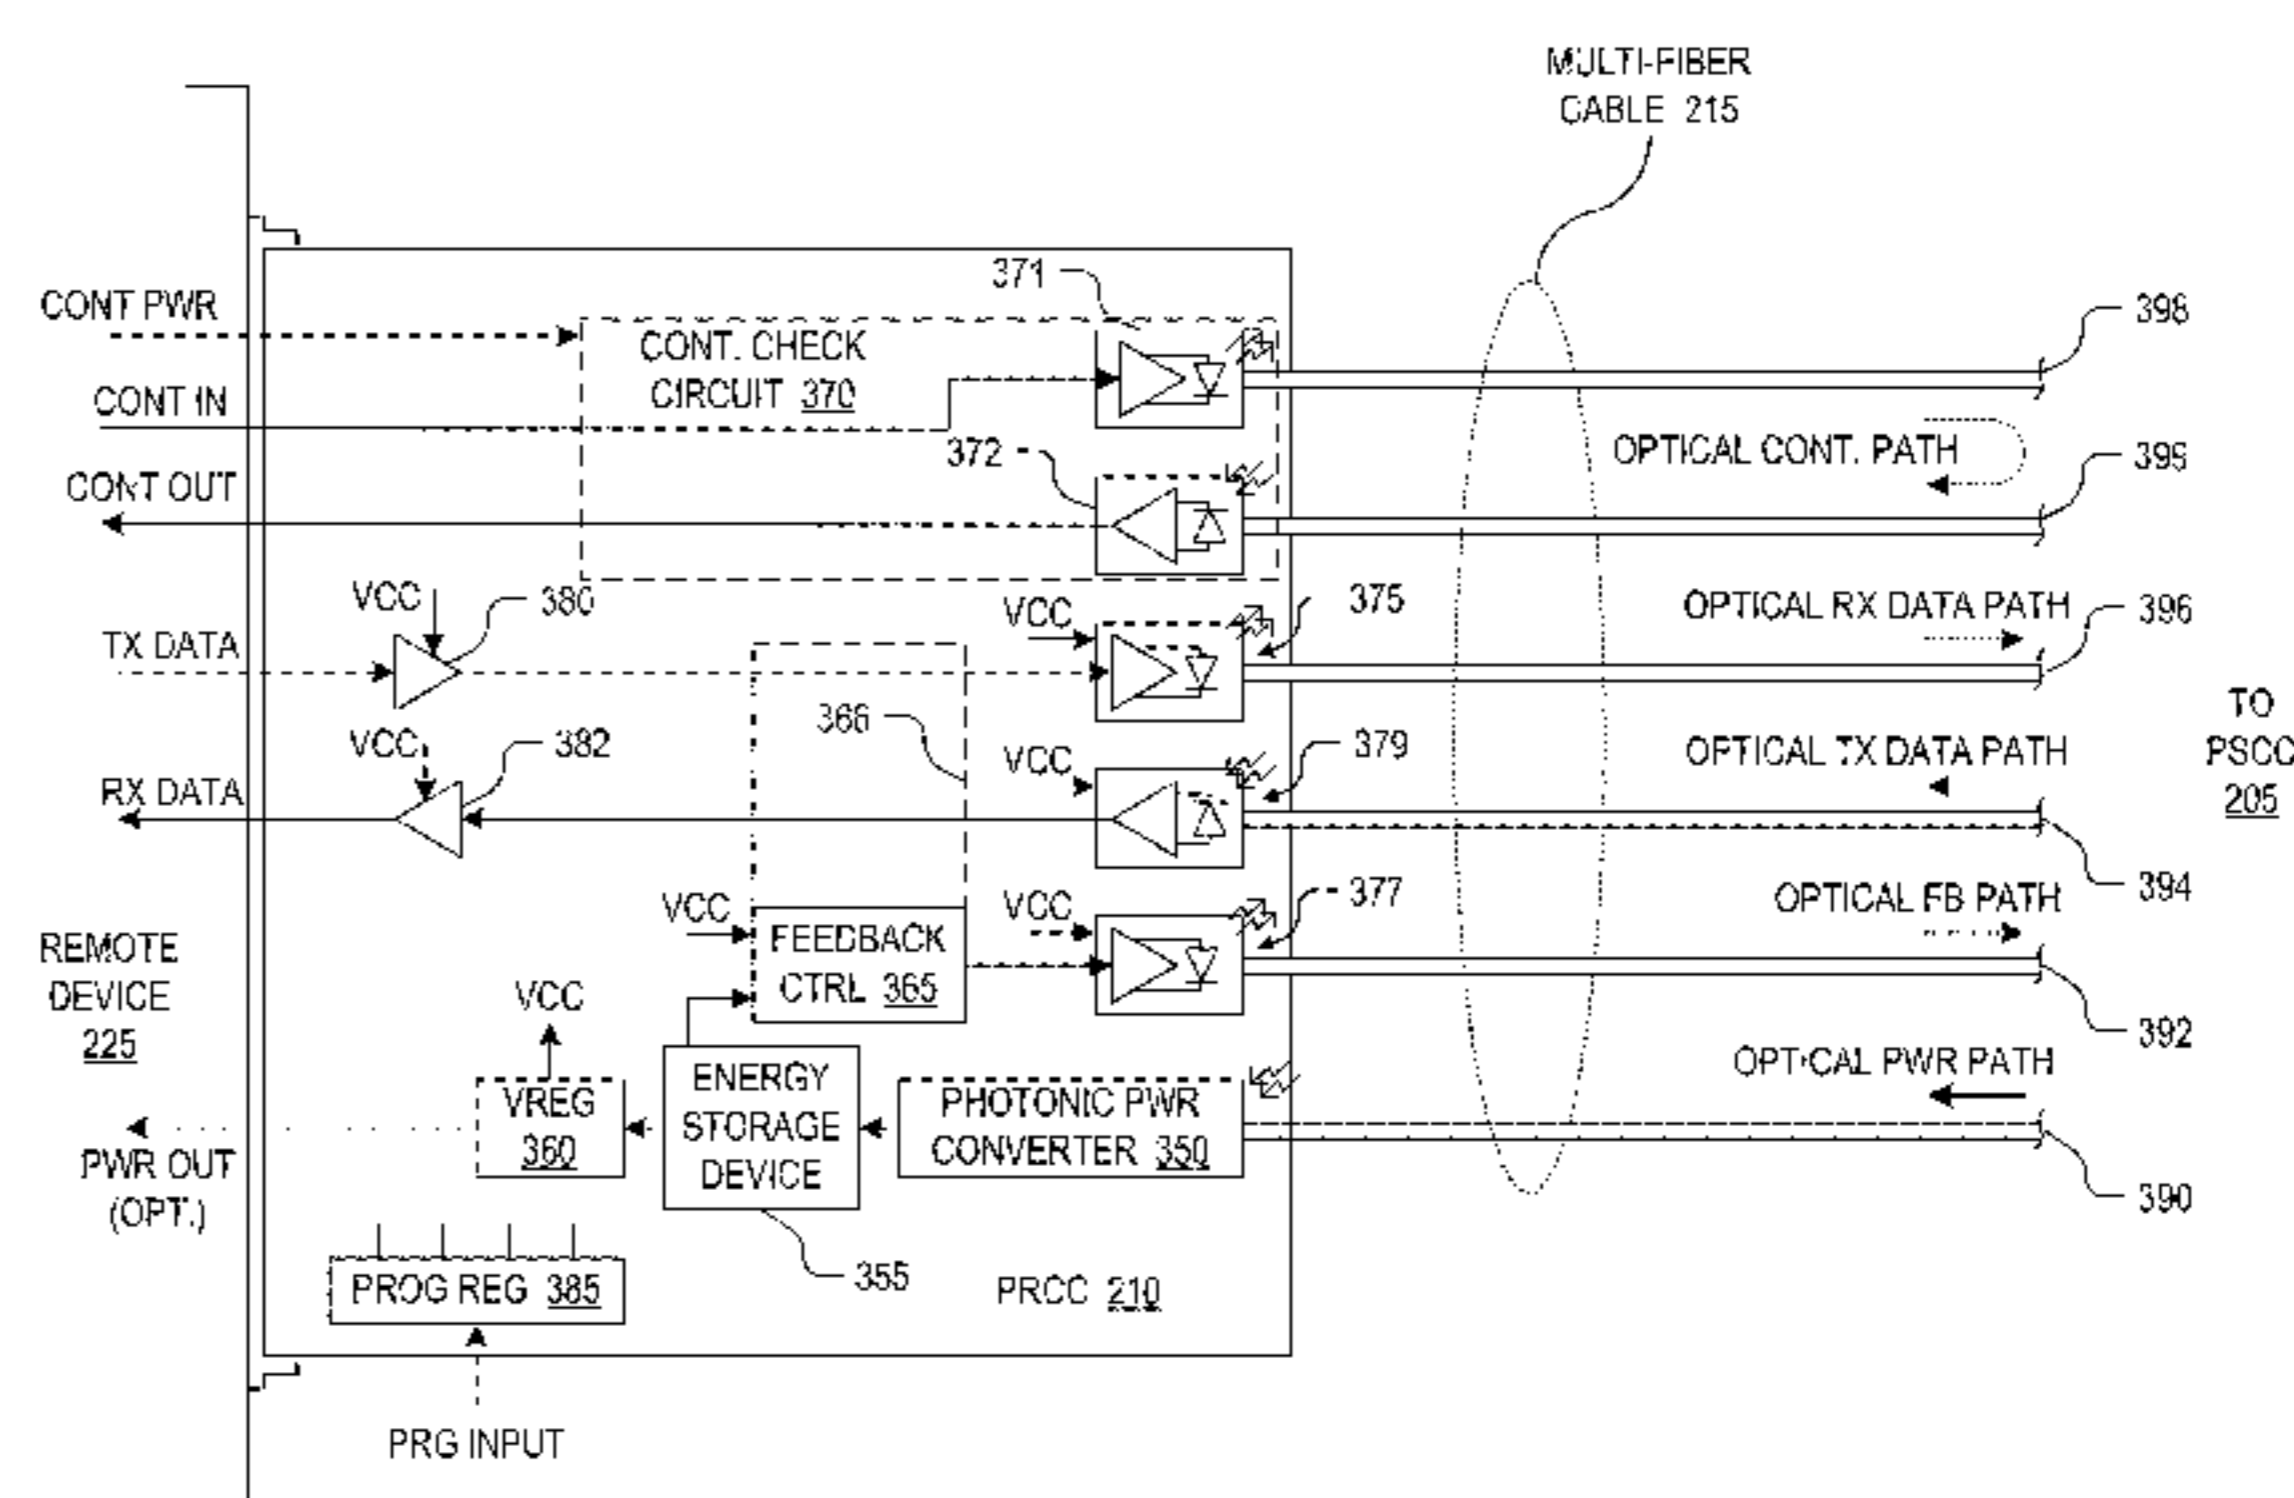 MULTI-FIBER
CABLE 215
371
CONT PWR
398
CONT. CHECK
CIRCUIT 370
CONT IN
372
OPTICAL CONT. PATH
399
CONT OUT
VCC
380
VCC
375
OPTICAL RX DATA PATH
396
TX DATA
366
TO
PSCC
205
VCC
382
VCC
379
OPTICAL TX DATA PATH
RX DATA
394
VCC
VCC
377
OPTICAL FB PATH
FEEDBACK
CTRL 365
REMOTE
DEVICE
225
VCC
392
OPTICAL PWR PATH
ENERGY
STORAGE
DEVICE
VREG
360
PHOTONIC PWR
CONVERTER 350
PWR OUT
(OPT.)
390
355
PROG REG 385
PRCC 210
PRG INPUT